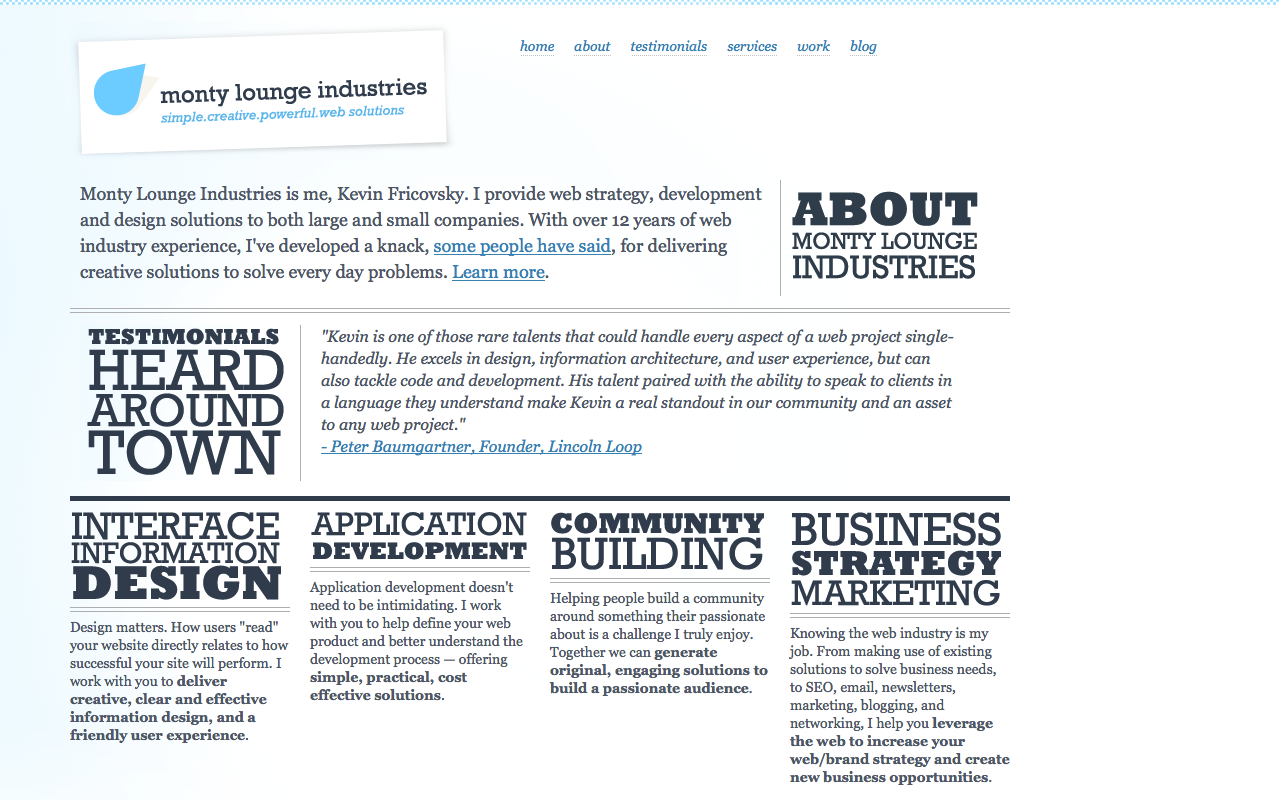 monty lounge industries
simple.creative.powerful.web solutions
home about testimonials services work blog
Monty Lounge Industries is me, Kevin Fricovsky. I provide web strategy, development
and design solutions to both large and small companies. With over 12 years of web
industry experience, I've developed a knack, some people have said, for delivering
creative solutions to solve every day problems. Learn more.
ABOUT
MONTY LOUNGE
INDUSTRIES
TESTIMONIALS
HEARD
AROUND
TOWN
"Kevin is one of those rare talents that could handle every aspect of a web project single-
handedly. He excels in design, information architecture, and user experience, but can
also tackle code and development. His talent paired with the ability to speak to clients in
a language they understand make Kevin a real standout in our community and an asset
to any web project."
- Peter Baumgartner, Founder, Lincoln Loop
INTERFACE
INFORMATION
DESIGN
Design matters. How users "read"
your website directly relates to how
successful your site will perform. I
work with you to deliver
creative, clear and effective
information design, and a
friendly user experience.
APPLICATION
DEVELOPMENT
Application development doesn't
need to be intimidating. I work
with you to help define your web
product and better understand the
development process — offering
simple, practical, cost
effective solutions.
COMMUNITY
BUILDING
Helping people build a community
around something their passionate
about is a challenge I truly enjoy.
Together we can generate
original, engaging solutions to
build a passionate audience.
BUSINESS
STRATEGY
MARKETING
Knowing the web industry is my
job. From making use of existing
solutions to solve business needs,
to SEO, email, newsletters,
marketing, blogging, and
networking, I help you leverage
the web to increase your
web/brand strategy and create
new business opportunities.